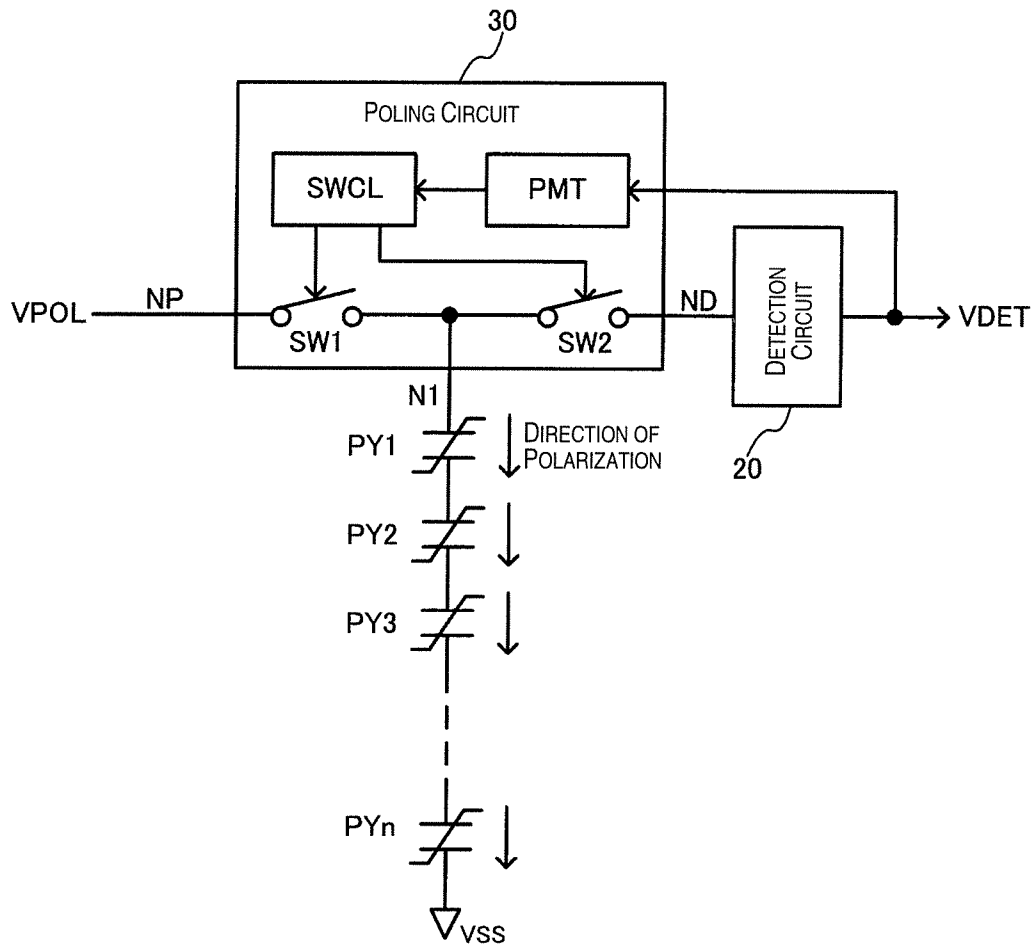 30
POLING CIRCUIT
SWCL
PMT
VPOL
NP
SW1
SW2
ND
DETECTION
CIRCUIT
VDET
N1
20
PY1
DIRECTION OF
POLARIZATION
PY2
PY3
PYn
VSS